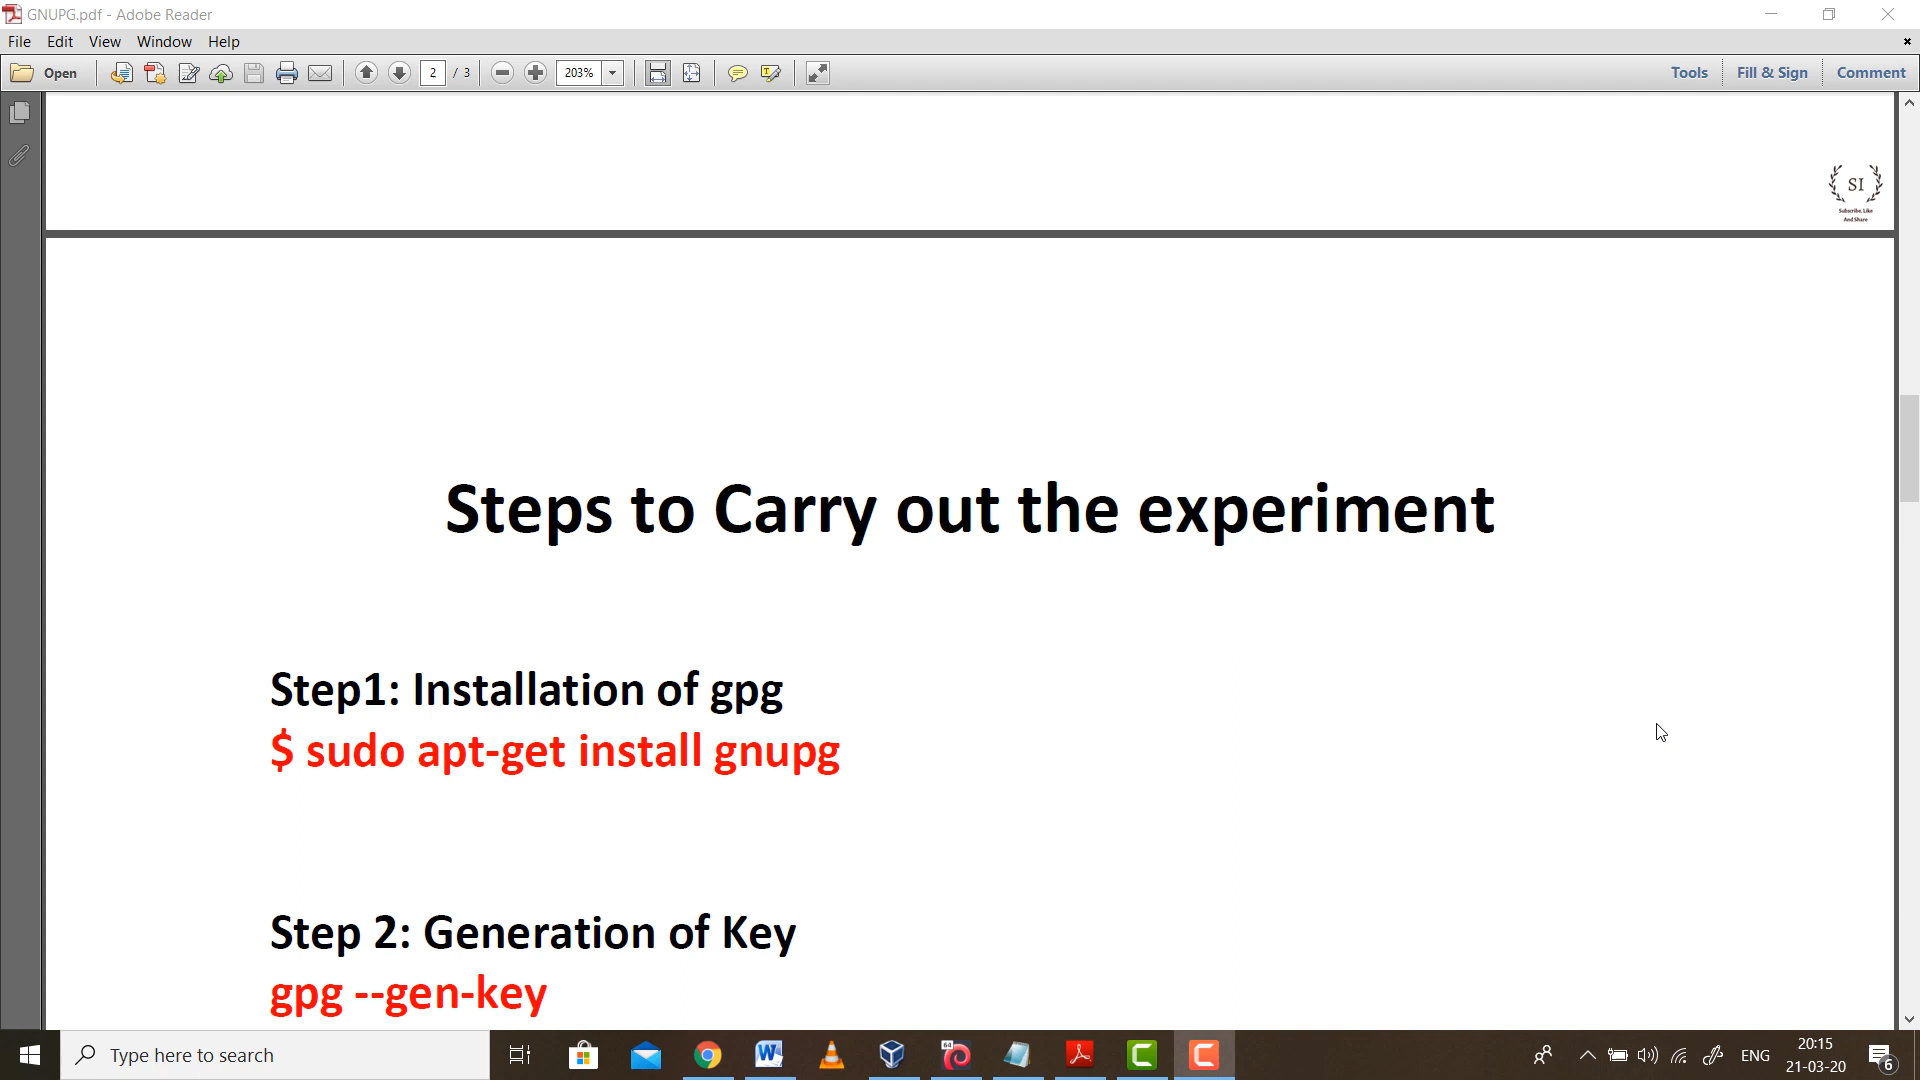 GNUPG.pdf - Adobe Reader
File Edit View Window Help
Open 2 / 3 203% Tools Fill & Sign Comment
SI
Subscribe, Like
And Share
Steps to Carry out the experiment
Step1: Installation of gpg
$ sudo apt-get install gnupg
Step 2: Generation of Key
gpg --gen-key
Type here to search
64
W
ENG
20:15
21-03-20
6